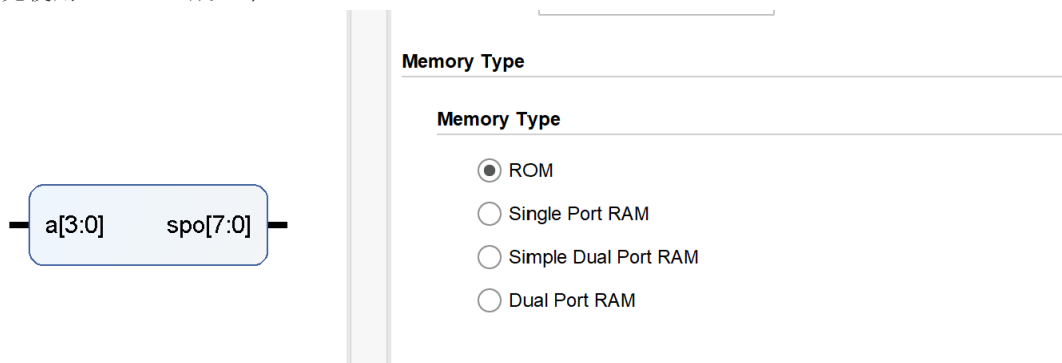 Memory Type
Memory Type
ROM
a[3:0] spo[7:0]
Single Port RAM
Simple Dual Port RAM
Dual Port RAM